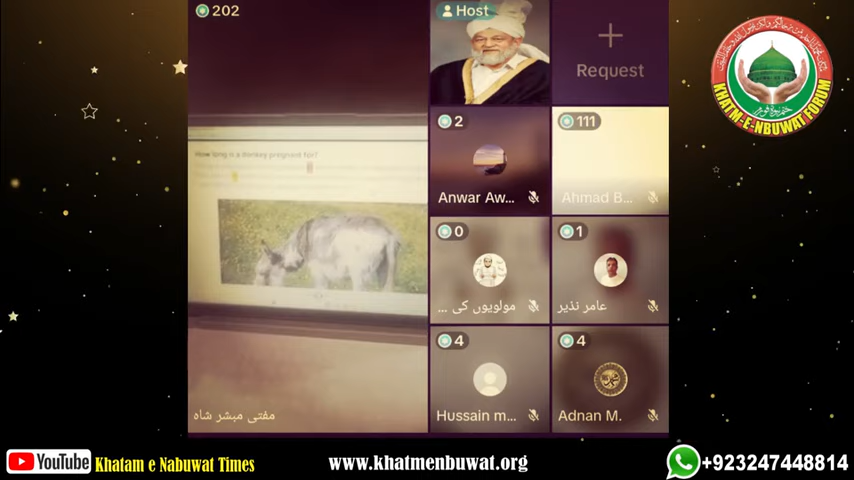 202
How long is a donkey pregnant for?
مفتی مبشر شاہ
Host
Request
2
Anwar Aw...
111
Ahmad B...
0
مولویوں کی ...
1
عامر نذیر
4
Hussain m...
4
Adnan M.
KHATM-E-NBUWAT FORUM
YouTube Khatam e Nabuwat Times
www.khatmenbuwat.org
+923247448814